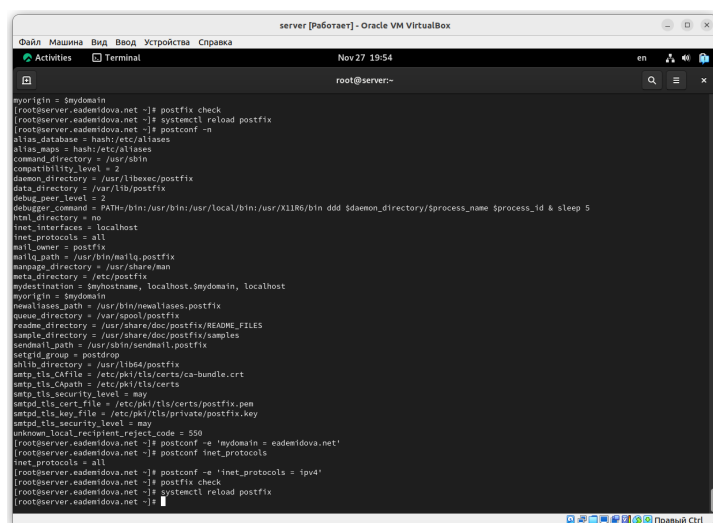 server [Работает] - Oracle VM VirtualBox
Файл Машина Вид Ввод Устройства Справка
Activities Terminal Nov 27 19:54 en
root@server:~
myorigin = $mydomain
[root@server.eademidova.net ~]# postfix check
[root@server.eademidova.net ~]# systemctl reload postfix
[root@server.eademidova.net ~]# postconf -n
alias_database = hash:/etc/aliases
alias_maps = hash:/etc/aliases
command_directory = /usr/sbin
compatibility_level = 2
daemon_directory = /usr/libexec/postfix
data_directory = /var/lib/postfix
debug_peer_level = 2
debugger_command = PATH=/bin:/usr/bin:/usr/local/bin:/usr/X11R6/bin ddd $daemon_directory/$process_name $process_id & sleep 5
html_directory = no
inet_interfaces = localhost
inet_protocols = all
mail_owner = postfix
mailq_path = /usr/bin/mailq.postfix
manpage_directory = /usr/share/man
meta_directory = /etc/postfix
mydestination = $myhostname, localhost.$mydomain, localhost
myorigin = $mydomain
newaliases_path = /usr/bin/newaliases.postfix
queue_directory = /var/spool/postfix
readme_directory = /usr/share/doc/postfix/README_FILES
sample_directory = /usr/share/doc/postfix/samples
sendmail_path = /usr/sbin/sendmail.postfix
setgid_group = postdrop
shlib_directory = /usr/lib64/postfix
smtp_tls_CAfile = /etc/pki/tls/certs/ca-bundle.crt
smtp_tls_CApath = /etc/pki/tls/certs
smtp_tls_security_level = may
smtpd_tls_cert_file = /etc/pki/tls/certs/postfix.pem
smtpd_tls_key_file = /etc/pki/tls/private/postfix.key
smtpd_tls_security_level = may
unknown_local_recipient_reject_code = 550
[root@server.eademidova.net ~]# postconf -e 'mydomain = eademidova.net'
[root@server.eademidova.net ~]# postconf inet_protocols
inet_protocols = all
[root@server.eademidova.net ~]# postconf -e 'inet_protocols = ipv4'
[root@server.eademidova.net ~]# postfix check
[root@server.eademidova.net ~]# systemctl reload postfix
[root@server.eademidova.net ~]#
Правый Ctrl